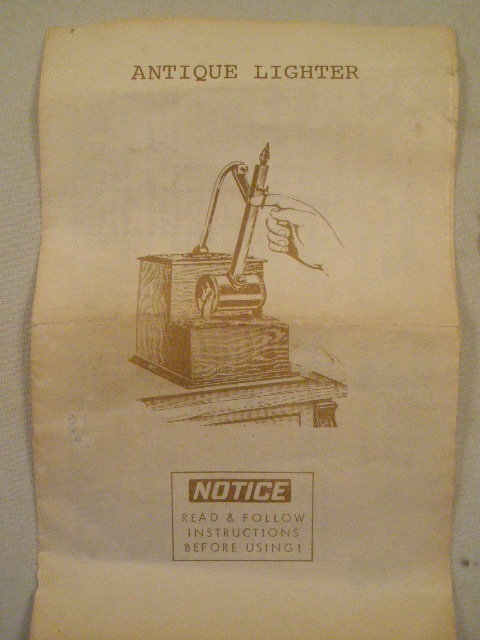 ANTIQUE LIGHTER
NOTICE
READ & FOLLOW
INSTRUCTIONS
BEFORE USING!